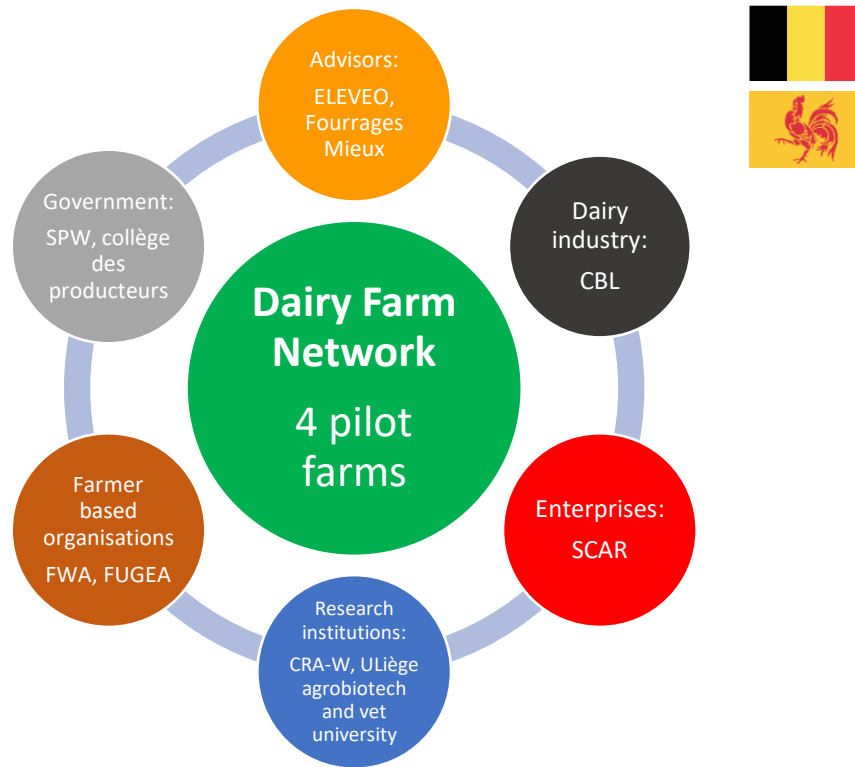 Advisors:
ELEVEO,
Fourrages
Mieux
Dairy
industry:
CBL
Enterprises:
SCAR
Research
institutions:
CRA-W, ULiège
agrobiotech
and vet
university
Farmer
based
organisations
FWA, FUGEA
Government:
SPW, collège
des
producteurs
Dairy Farm
Network
4 pilot
farms